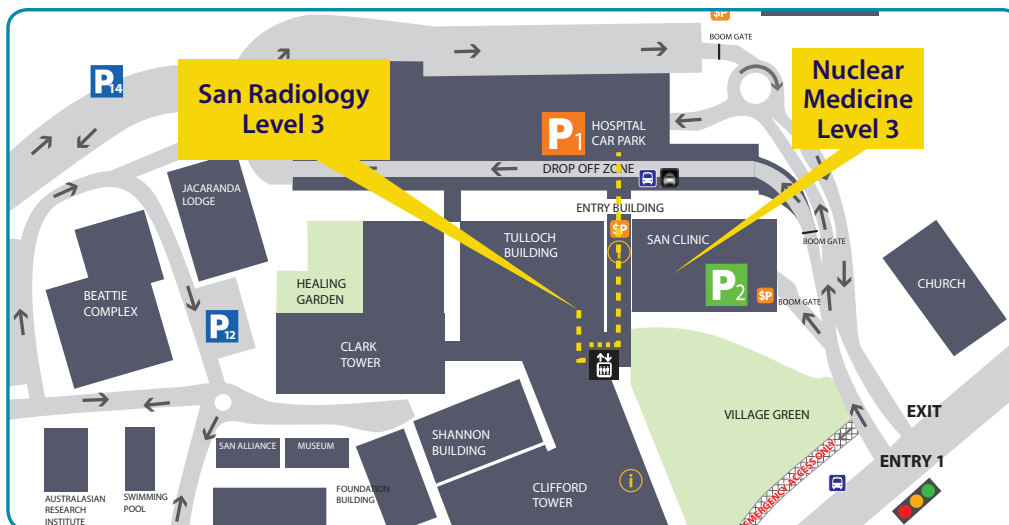 $P
BOOM GATE
P14
San Radiology
Level 3
Nuclear
Medicine
Level 3
P1
HOSPITAL
CAR PARK
DROP OFF ZONE
JACARANDA
LODGE
ENTRY BUILDING
$P
i
TULLOCH
BUILDING
SAN CLINIC
BOOM GATE
HEALING
GARDEN
P2
$P
BOOM GATE
CHURCH
BEATTIE
COMPLEX
P12
CLARK
TOWER
VILLAGE GREEN
EXIT
ENTRY 1
EMERGENCY ACCESS ONLY
SHANNON
BUILDING
SAN ALLIANCE
MUSEUM
FOUNDATION
BUILDING
i
CLIFFORD
TOWER
AUSTRALASIAN
RESEARCH
INSTITUTE
SWIMMING
POOL